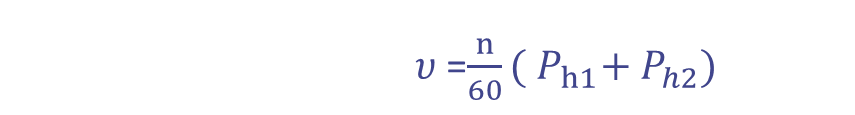 υ = n/60 ( P_h1 + P_h2 )